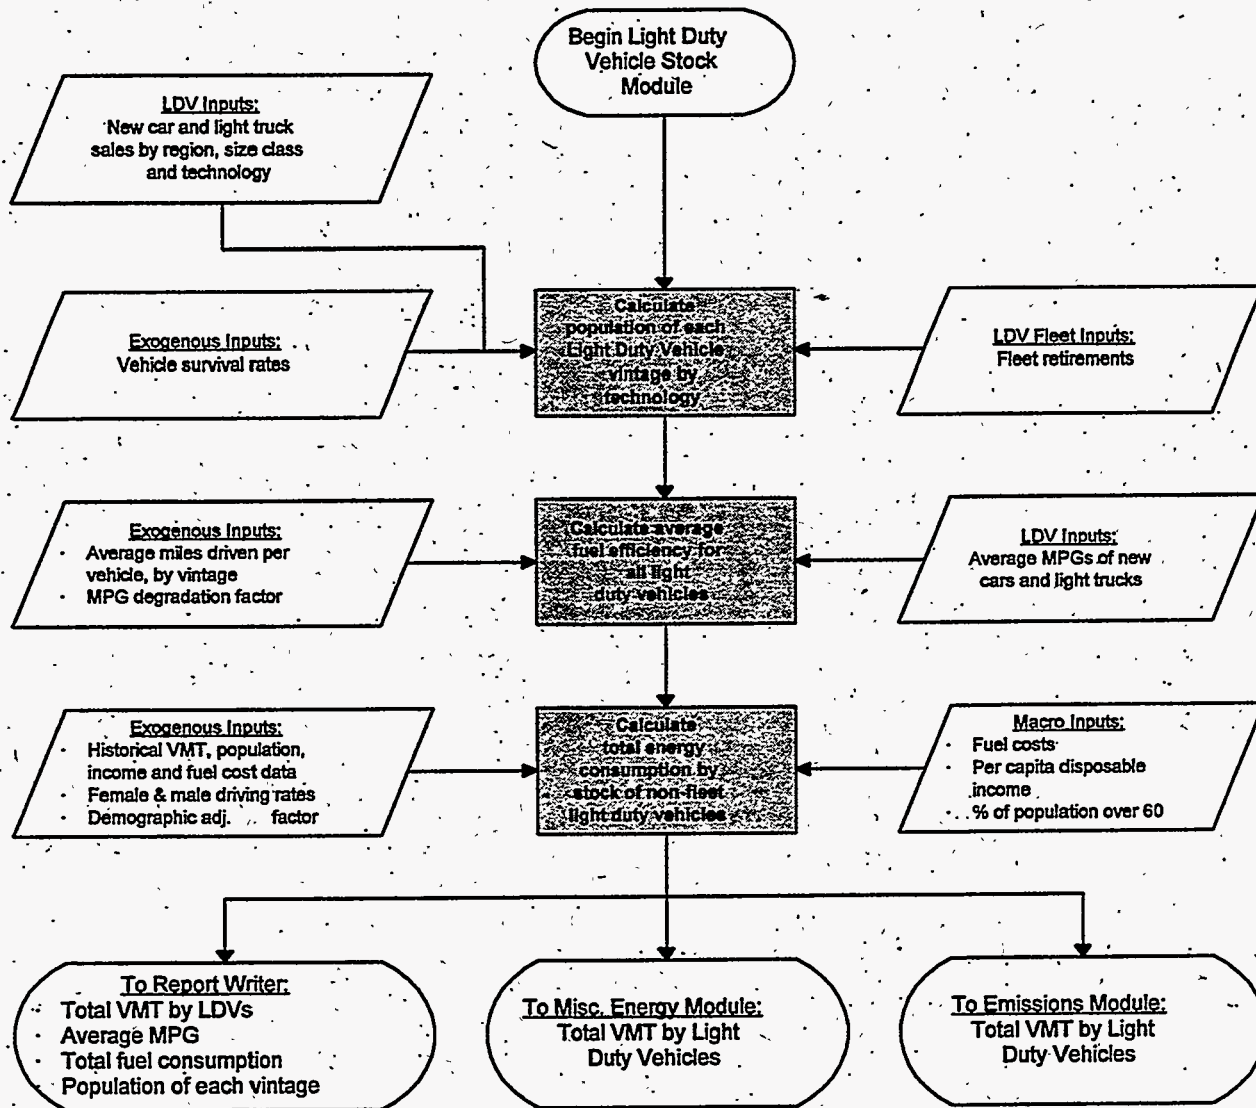 Begin Light Duty
Vehicle Stock
Module
LDV Inputs:
New car and light truck
sales by region, size class
and technology
Exogenous Inputs:
Vehicle survival rates
Calculate
population of each
Light Duty Vehicle
vintage by
technology
LDV Fleet Inputs:
Fleet retirements
Exogenous Inputs:
· Average miles driven per
vehicle, by vintage
· MPG degradation factor
Calculate average
fuel efficiency for
all light
duty vehicles
LDV Inputs:
Average MPGs of new
cars and light trucks
Exogenous Inputs:
· Historical VMT, population,
income and fuel cost data
· Female & male driving rates
· Demographic adj. factor
Calculate
total energy
consumption by
stock of non-fleet
light duty vehicles
Macro Inputs:
· Fuel costs
· Per capita disposable
income
· % of population over 60
To Report Writer:
· Total VMT by LDVs
· Average MPG
· Total fuel consumption
· Population of each vintage
To Misc. Energy Module:
Total VMT by Light
Duty Vehicles
To Emissions Module:
Total VMT by Light
Duty Vehicles